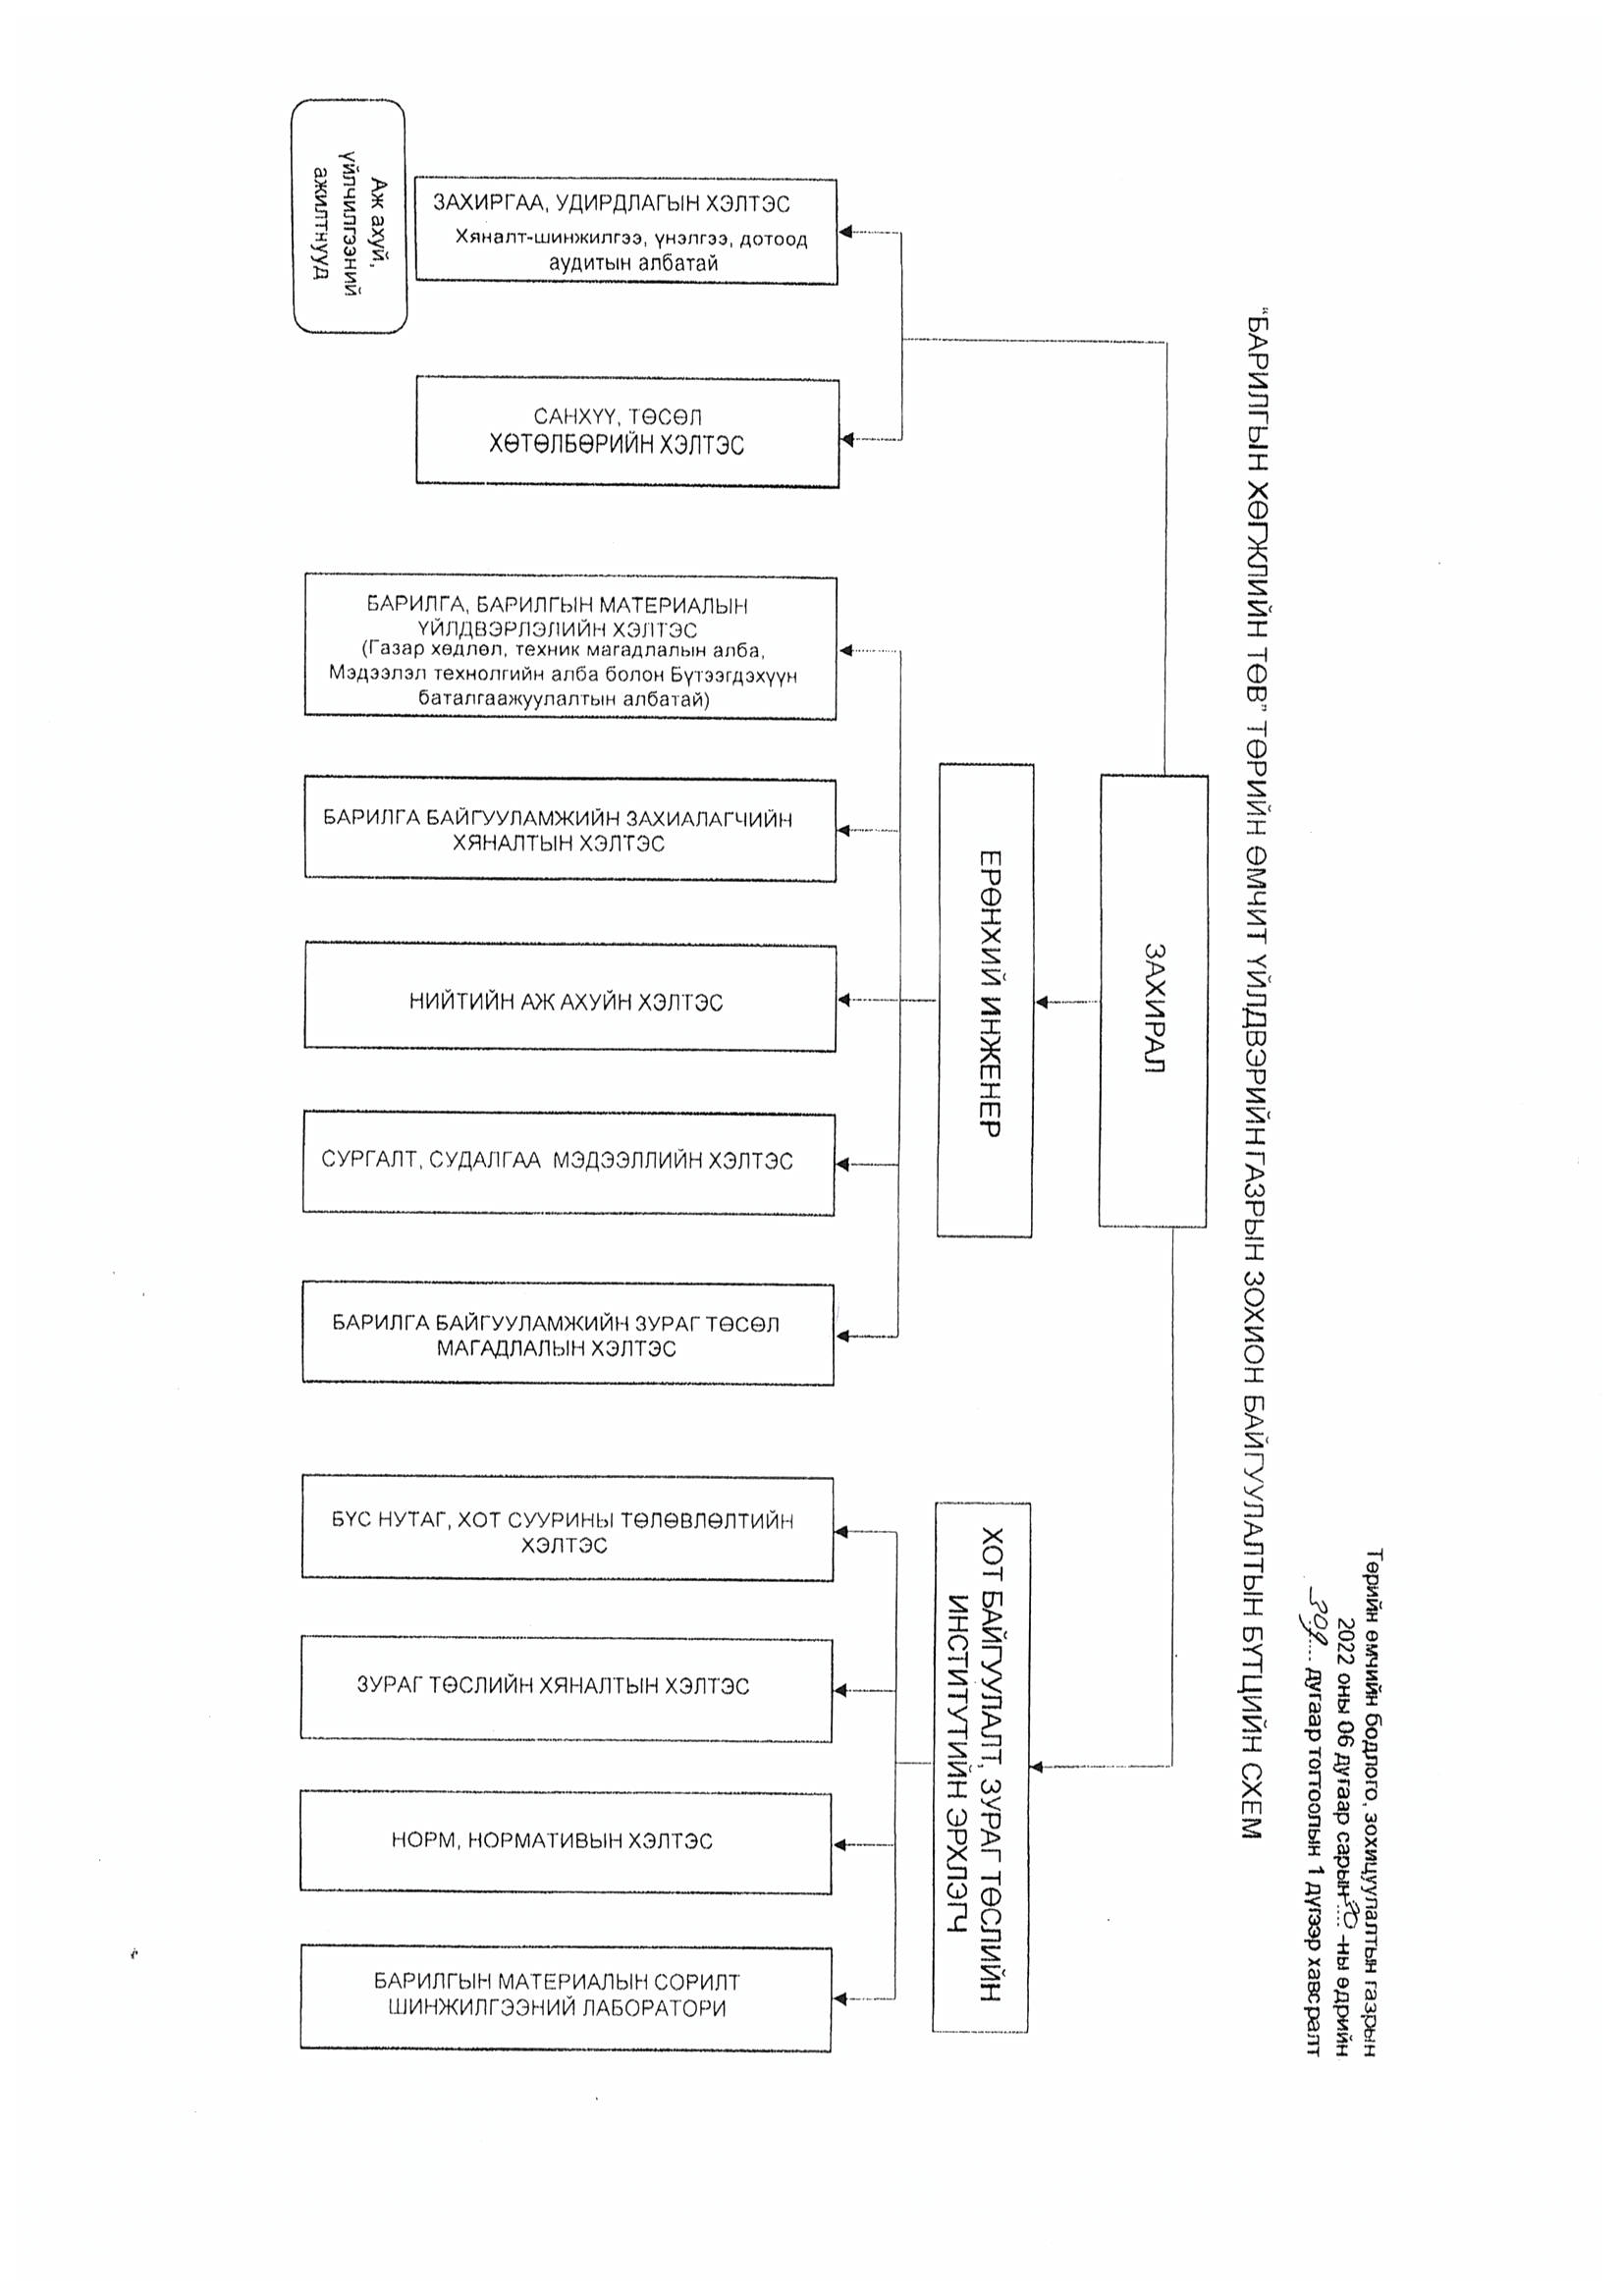 Төрийн өмчийн бодлого, зохицуулалтын газрын
2022 оны 06 дугаар сарын 30 -ны өдрийн
309.... дугаар тогтоолын 1 дүгээр хавсралт
“БАРИЛГЫН ХӨГЖЛИЙН ТӨВ” ТӨРИЙН ӨМЧИТ ҮЙЛДВЭРИЙН ГАЗРЫН ЗОХИОН БАЙГУУЛАЛТЫН БҮТЦИЙН СХЕМ
ЗАХИРАЛ
ЕРӨНХИЙ ИНЖЕНЕР
ХОТ БАЙГУУЛАЛТ, ЗУРАГ ТӨСЛИЙН
ИНСТИТУТИЙН ЭРХЛЭГЧ
ЗАХИРГАА, УДИРДЛАГЫН ХЭЛТЭС
Хяналт-шинжилгээ, үнэлгээ, дотоод
аудитын албатай
Аж ахуй,
үйлчилгээний
ажилтнууд
САНХҮҮ, ТӨСӨЛ
ХӨТӨЛБӨРИЙН ХЭЛТЭС
БАРИЛГА, БАРИЛГЫН МАТЕРИАЛЫН
ҮЙЛДВЭРЛЭЛИЙН ХЭЛТЭС
(Газар хөдлөл, техник магадлалын алба,
Мэдээлэл технолгийн алба болон Бүтээгдэхүүн
баталгаажуулалтын албатай)
БАРИЛГА БАЙГУУЛАМЖИЙН ЗАХИАЛАГЧИЙН
ХЯНАЛТЫН ХЭЛТЭС
НИЙТИЙН АЖ АХУЙН ХЭЛТЭС
СУРГАЛТ, СУДАЛГАА МЭДЭЭЛЛИЙН ХЭЛТЭС
БАРИЛГА БАЙГУУЛАМЖИЙН ЗУРАГ ТӨСӨЛ
МАГАДЛАЛЫН ХЭЛТЭС
БҮС НУТАГ, ХОТ СУУРИНЫ ТӨЛӨВЛӨЛТИЙН
ХЭЛТЭС
ЗУРАГ ТӨСЛИЙН ХЯНАЛТЫН ХЭЛТЭС
НОРМ, НОРМАТИВЫН ХЭЛТЭС
БАРИЛГЫН МАТЕРИАЛЫН СОРИЛТ
ШИНЖИЛГЭЭНИЙ ЛАБОРАТОРИ